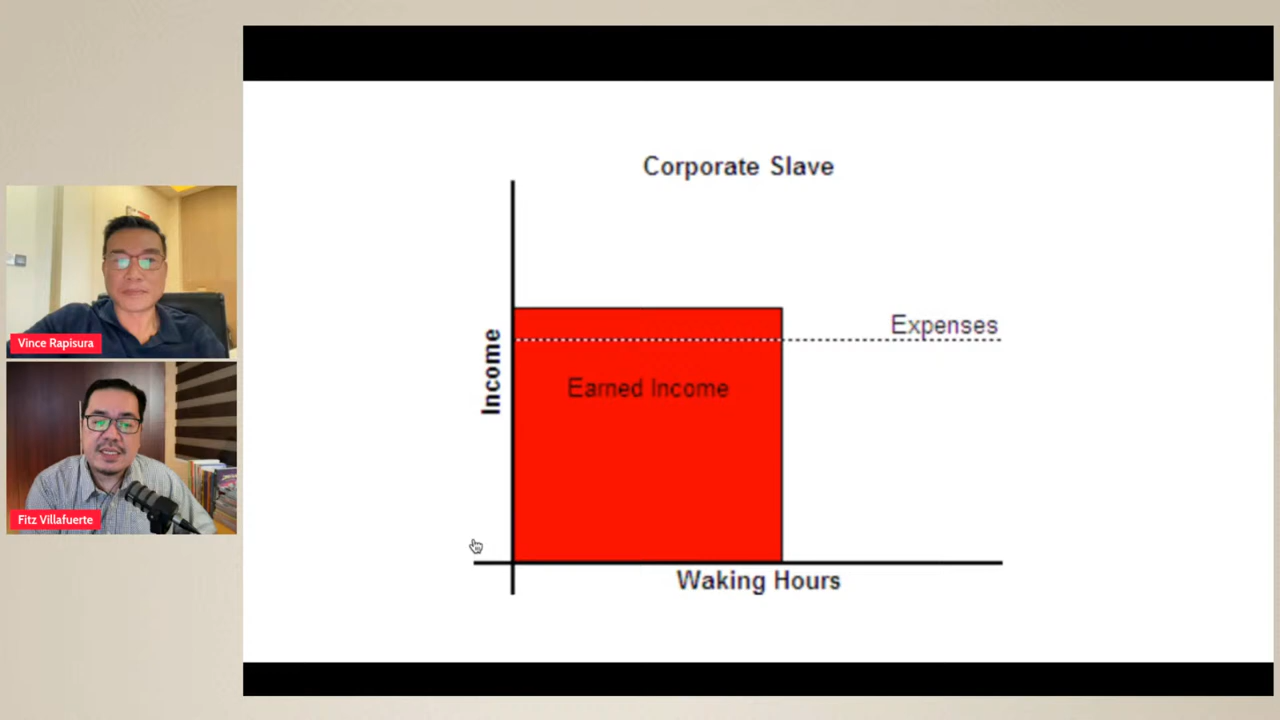 Corporate Slave
Expenses
Income
Earned Income
Waking Hours
Vince Rapisura
Fitz Villafuerte